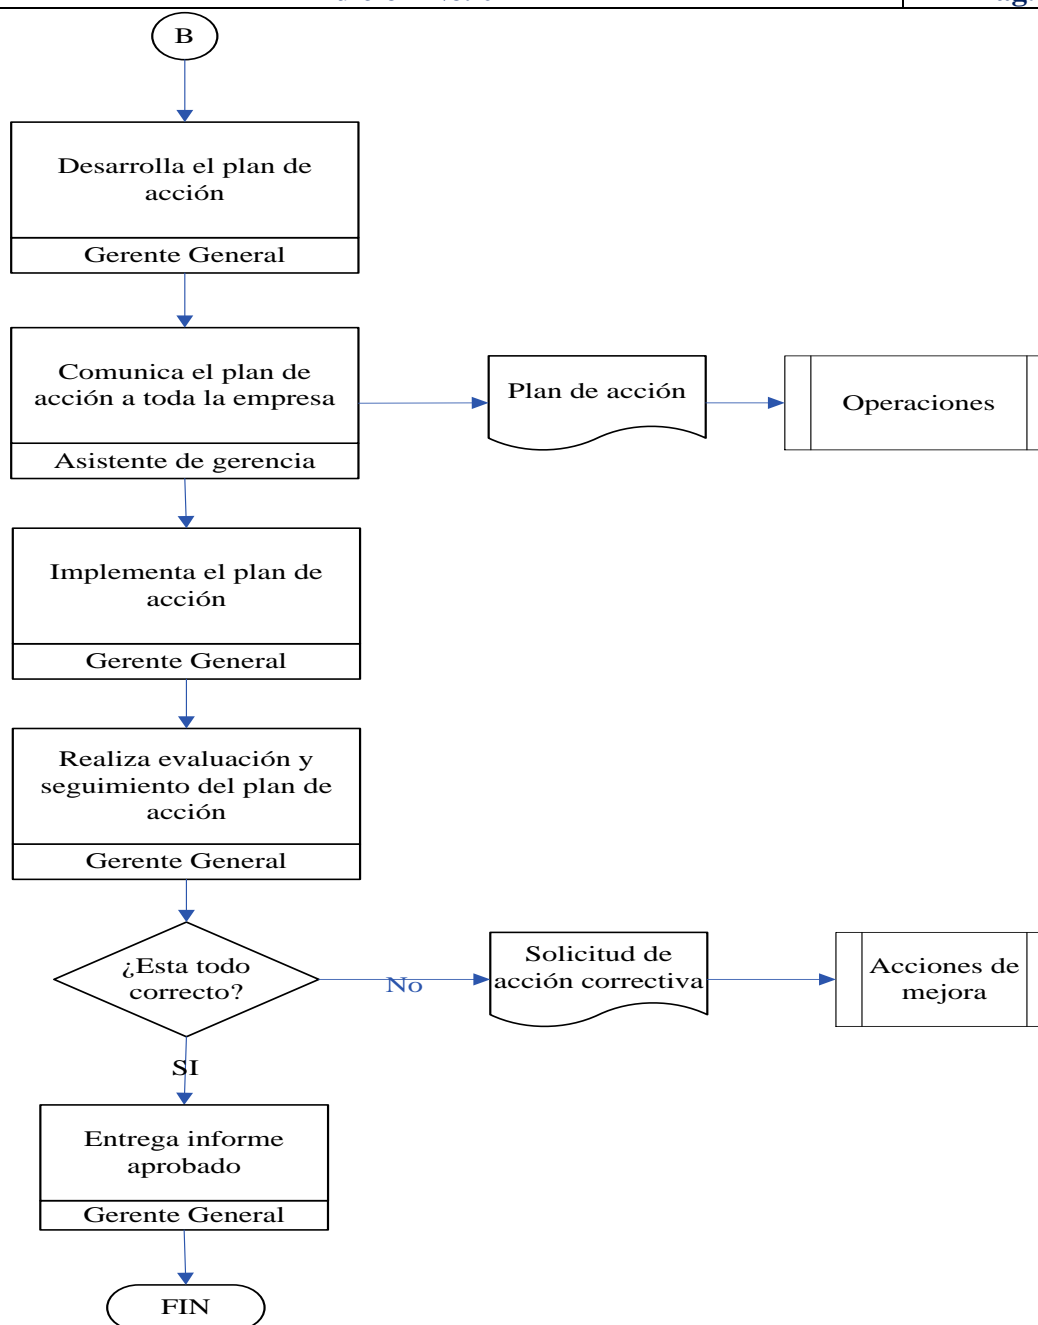 B
Desarrolla el plan de
acción
Gerente General
Comunica el plan de
acción a toda la empresa
Asistente de gerencia
Plan de acción
Operaciones
Implementa el plan de
acción
Gerente General
Realiza evaluación y
seguimiento del plan de
acción
Gerente General
¿Esta todo
correcto?
No
Solicitud de
acción correctiva
Acciones de
mejora
SI
Entrega informe
aprobado
Gerente General
FIN